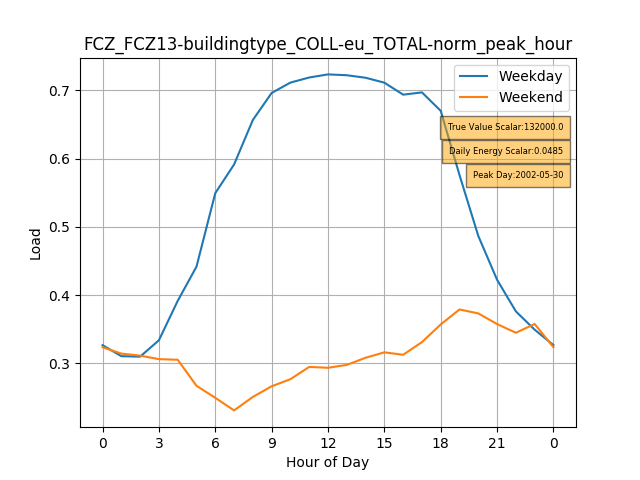 FCZ_FCZ13-buildingtype_COLL-eu_TOTAL-norm_peak_hour
Weekday
Weekend
True Value Scalar:132000.0
Daily Energy Scalar:0.0485
Peak Day:2002-05-30
0.7
0.6
0.5
0.4
0.3
Load
0 3 6 9 12 15 18 21 0
Hour of Day